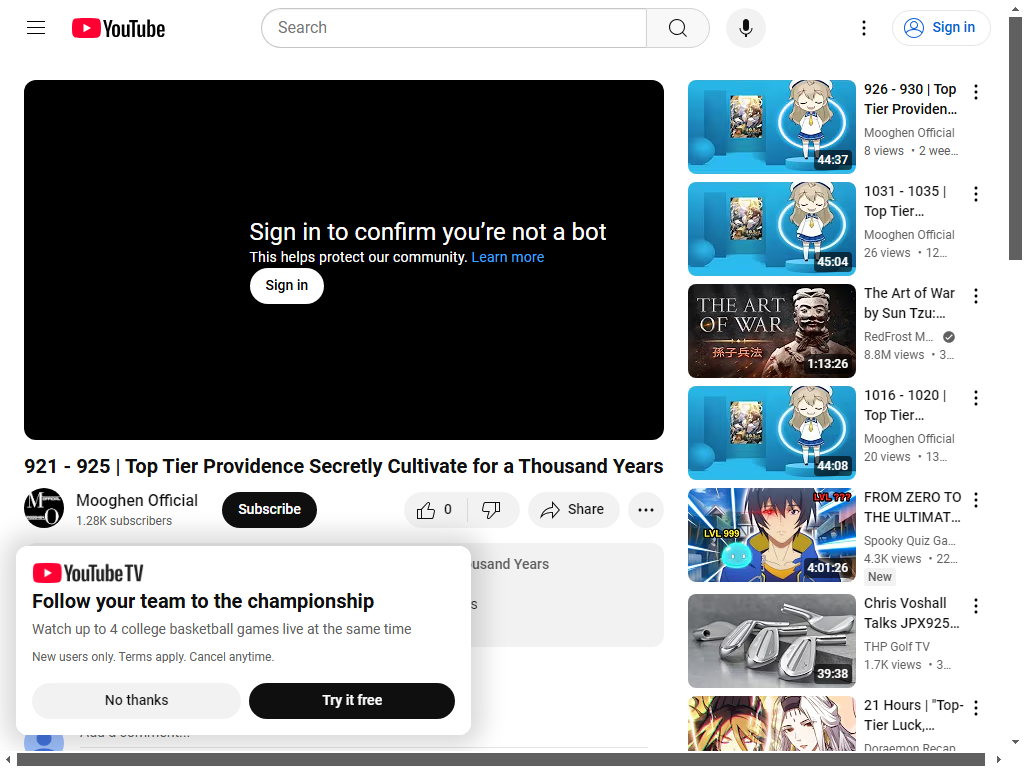 YouTube
Search
Sign in
Sign in to confirm you’re not a bot
This helps protect our community. Learn more
Sign in
921 - 925 | Top Tier Providence Secretly Cultivate for a Thousand Years
Mooghen Official
1.28K subscribers
Subscribe
0
Share
YouTube TV
Follow your team to the championship
Watch up to 4 college basketball games live at the same time
New users only. Terms apply. Cancel anytime.
No thanks
Try it free
926 - 930 | Top
Tier Providen...
Mooghen Official
8 views • 2 wee...
44:37
1031 - 1035 |
Top Tier...
Mooghen Official
26 views • 12...
45:04
THE ART
OF WAR
孫子兵法
1:13:26
The Art of War
by Sun Tzu:...
RedFrost M...
8.8M views • 3...
1016 - 1020 |
Top Tier...
Mooghen Official
20 views • 13...
44:08
LVL ???
LVL 999
4:01:26
FROM ZERO TO
THE ULTIMAT...
Spooky Quiz Ga...
4.3K views • 22...
New
Chris Voshall
Talks JPX925...
THP Golf TV
1.7K views • 3...
39:38
21 Hours | "Top-
Tier Luck,...
Doraemon Recap